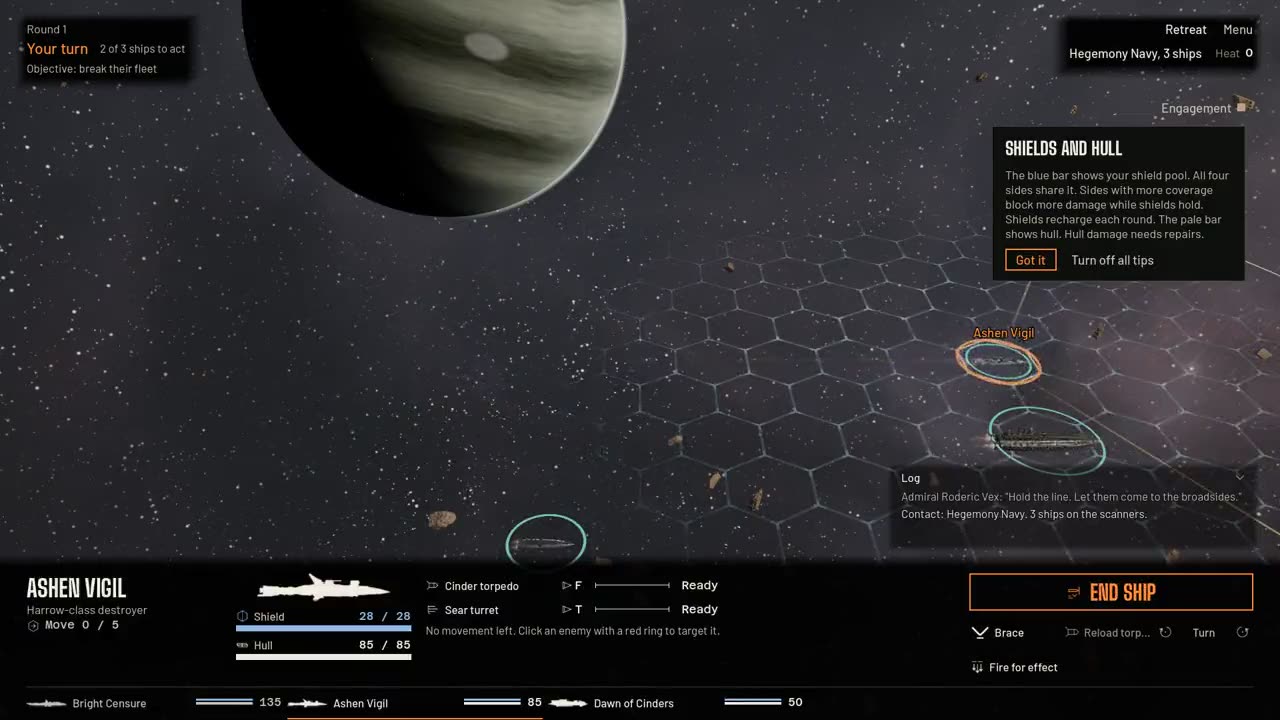 Round 1
Your turn 2 of 3 ships to act
Objective: break their fleet
Retreat Menu
Hegemony Navy, 3 ships Heat 0
Engagement
SHIELDS AND HULL
The blue bar shows your shield pool. All four
sides share it. Sides with more coverage
block more damage while shields hold.
Shields recharge each round. The pale bar
shows hull. Hull damage needs repairs.
Got it Turn off all tips
Ashen Vigil
Log
Admiral Roderic Vex: "Hold the line. Let them come to the broadsides."
Contact: Hegemony Navy. 3 ships on the scanners.
ASHEN VIGIL
Harrow-class destroyer
Move 0 / 5
Shield 28 / 28
Hull 85 / 85
Cinder torpedo F Ready
Sear turret T Ready
No movement left. Click an enemy with a red ring to target it.
END SHIP
Brace Reload torp... Turn
Fire for effect
Bright Censure 135 Ashen Vigil 85 Dawn of Cinders 50